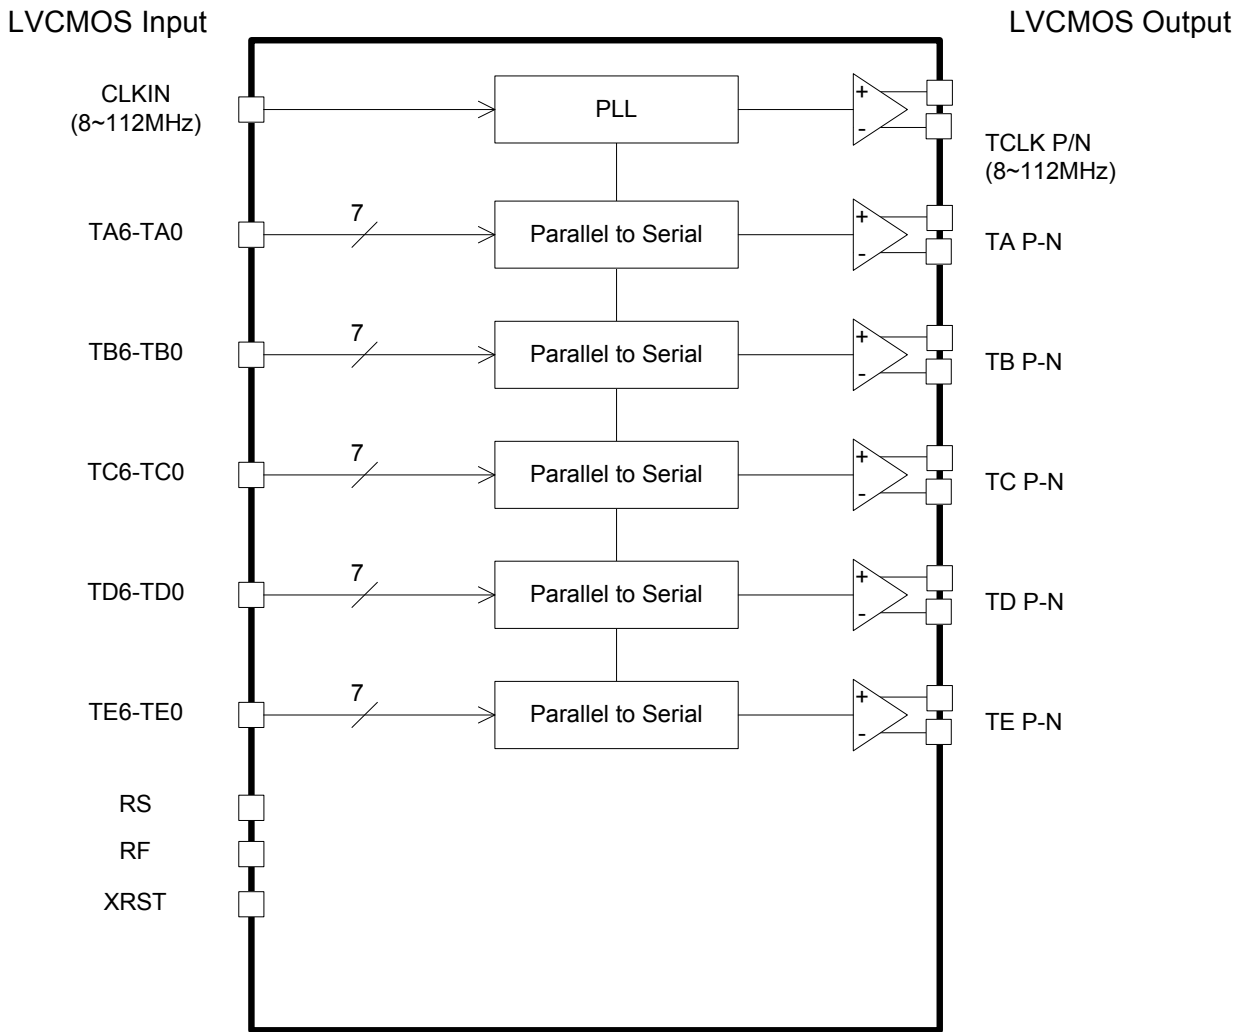 LVCMOS Input
LVCMOS Output
CLKIN
(8~112MHz)
PLL
+
-
TCLK P/N
(8~112MHz)
TA6-TA0
7
Parallel to Serial
+
-
TA P-N
TB6-TB0
7
Parallel to Serial
+
-
TB P-N
TC6-TC0
7
Parallel to Serial
+
-
TC P-N
TD6-TD0
7
Parallel to Serial
+
-
TD P-N
TE6-TE0
7
Parallel to Serial
+
-
TE P-N
RS
RF
XRST